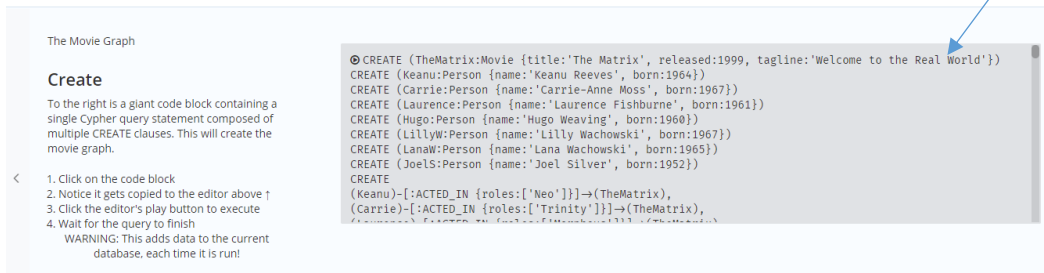 The Movie Graph
Create
To the right is a giant code block containing a
single Cypher query statement composed of
multiple CREATE clauses. This will create the
movie graph.
1. Click on the code block
2. Notice it gets copied to the editor above ↑
3. Click the editor's play button to execute
4. Wait for the query to finish
WARNING: This adds data to the current
database, each time it is run!
CREATE (TheMatrix:Movie {title:'The Matrix', released:1999, tagline:'Welcome to the Real World'})
CREATE (Keanu:Person {name:'Keanu Reeves', born:1964})
CREATE (Carrie:Person {name:'Carrie-Anne Moss', born:1967})
CREATE (Laurence:Person {name:'Laurence Fishburne', born:1961})
CREATE (Hugo:Person {name:'Hugo Weaving', born:1960})
CREATE (LillyW:Person {name:'Lilly Wachowski', born:1967})
CREATE (LanaW:Person {name:'Lana Wachowski', born:1965})
CREATE (JoelS:Person {name:'Joel Silver', born:1952})
CREATE
(Keanu)-[:ACTED_IN {roles:['Neo']}]→(TheMatrix),
(Carrie)-[:ACTED_IN {roles:['Trinity']}]→(TheMatrix),
(Laurence)-[:ACTED_IN {roles:['Morpheus']}]→(TheMatrix),